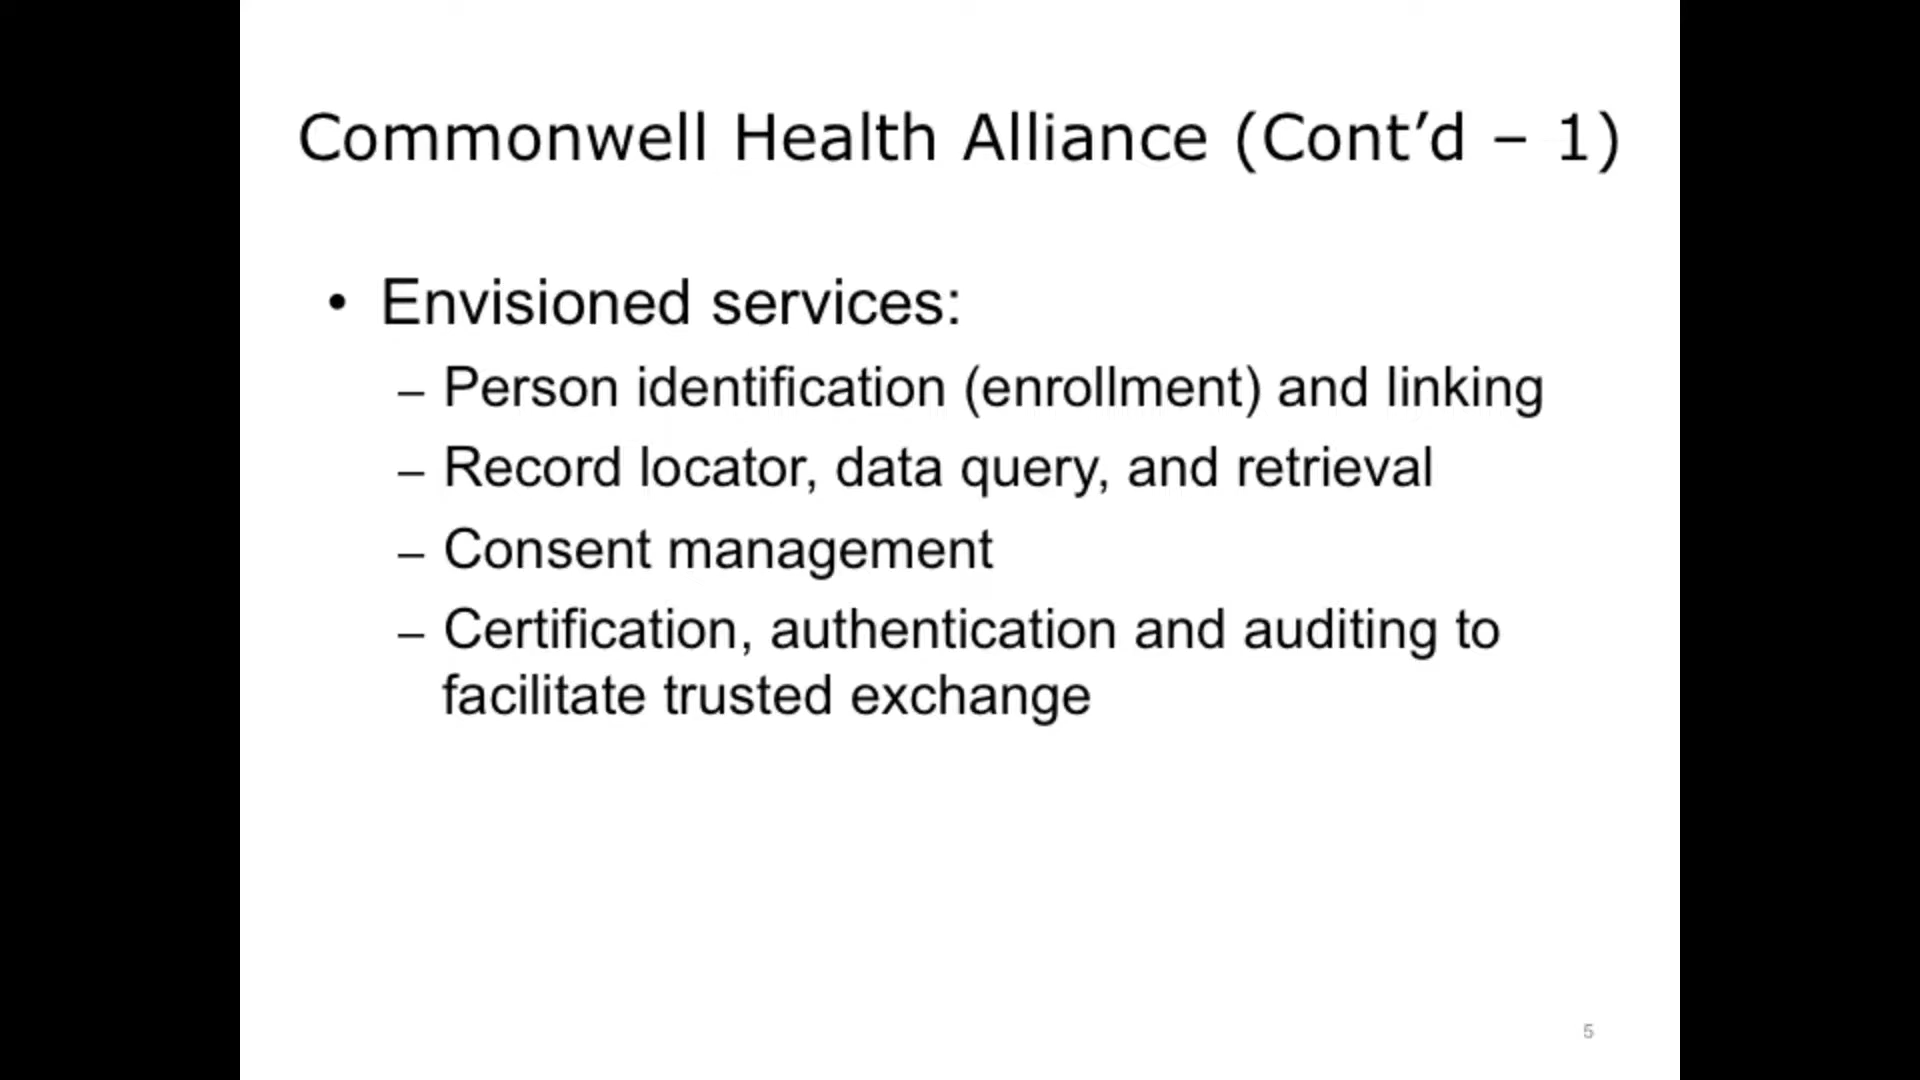 Commonwell Health Alliance (Cont’d – 1)
• Envisioned services:
– Person identification (enrollment) and linking
– Record locator, data query, and retrieval
– Consent management
– Certification, authentication and auditing to
facilitate trusted exchange
5